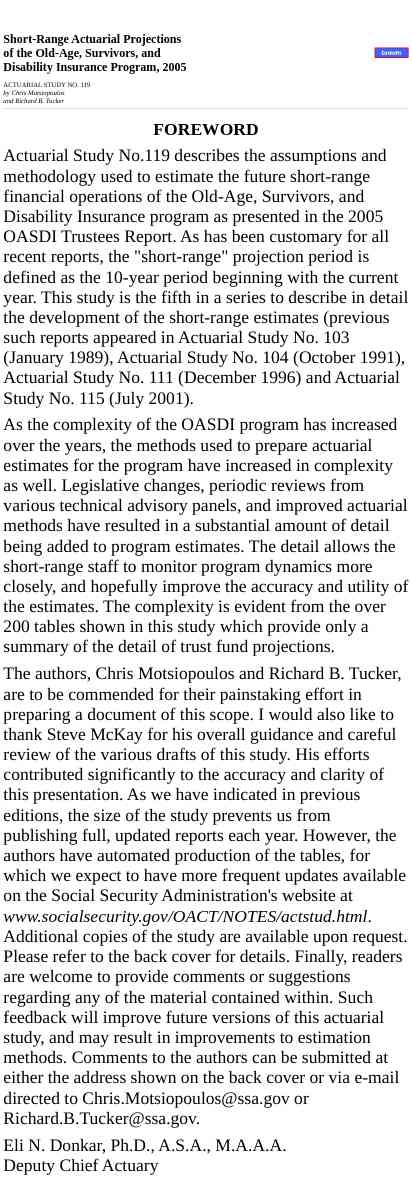 Short-Range Actuarial Projections
of the Old-Age, Survivors, and
Disability Insurance Program, 2005
ACTUARIAL STUDY NO. 119
by Chris Motsiopoulos
and Richard B. Tucker
FOREWORD
Actuarial Study No.119 describes the assumptions and
methodology used to estimate the future short-range
financial operations of the Old-Age, Survivors, and
Disability Insurance program as presented in the 2005
OASDI Trustees Report. As has been customary for all
recent reports, the "short-range" projection period is
defined as the 10-year period beginning with the current
year. This study is the fifth in a series to describe in detail
the development of the short-range estimates (previous
such reports appeared in Actuarial Study No. 103
(January 1989), Actuarial Study No. 104 (October 1991),
Actuarial Study No. 111 (December 1996) and Actuarial
Study No. 115 (July 2001).
As the complexity of the OASDI program has increased
over the years, the methods used to prepare actuarial
estimates for the program have increased in complexity
as well. Legislative changes, periodic reviews from
various technical advisory panels, and improved actuarial
methods have resulted in a substantial amount of detail
being added to program estimates. The detail allows the
short-range staff to monitor program dynamics more
closely, and hopefully improve the accuracy and utility of
the estimates. The complexity is evident from the over
200 tables shown in this study which provide only a
summary of the detail of trust fund projections.
The authors, Chris Motsiopoulos and Richard B. Tucker,
are to be commended for their painstaking effort in
preparing a document of this scope. I would also like to
thank Steve McKay for his overall guidance and careful
review of the various drafts of this study. His efforts
contributed significantly to the accuracy and clarity of
this presentation. As we have indicated in previous
editions, the size of the study prevents us from
publishing full, updated reports each year. However, the
authors have automated production of the tables, for
which we expect to have more frequent updates available
on the Social Security Administration's website at
www.socialsecurity.gov/OACT/NOTES/actstud.html.
Additional copies of the study are available upon request.
Please refer to the back cover for details. Finally, readers
are welcome to provide comments or suggestions
regarding any of the material contained within. Such
feedback will improve future versions of this actuarial
study, and may result in improvements to estimation
methods. Comments to the authors can be submitted at
either the address shown on the back cover or via e-mail
directed to Chris.Motsiopoulos@ssa.gov or
Richard.B.Tucker@ssa.gov.
Eli N. Donkar, Ph.D., A.S.A., M.A.A.A.
Deputy Chief Actuary